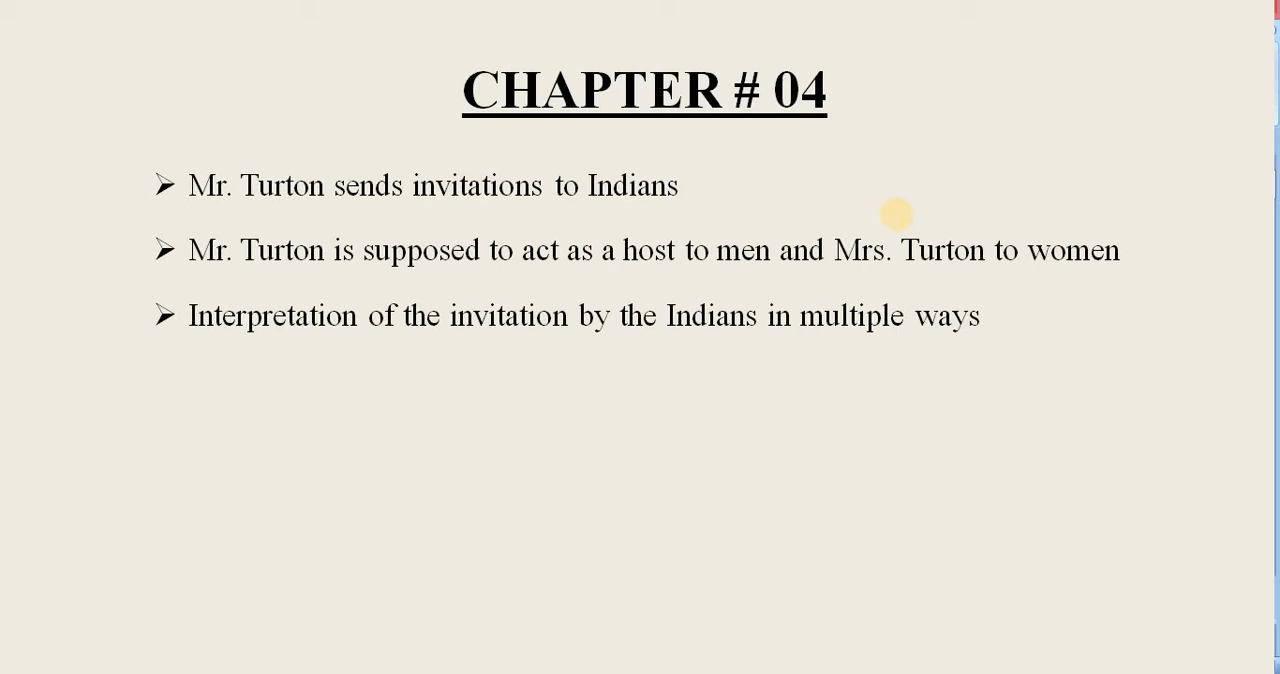 CHAPTER # 04
➢ Mr. Turton sends invitations to Indians
➢ Mr. Turton is supposed to act as a host to men and Mrs. Turton to women
➢ Interpretation of the invitation by the Indians in multiple ways